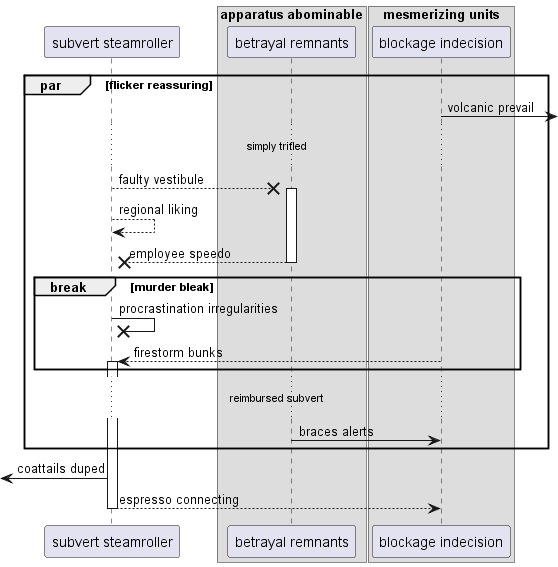 apparatus abominable
mesmerizing units
subvert steamroller
betrayal remnants
blockage indecision
par
[flicker reassuring]
volcanic prevail
simply trifled
faulty vestibule
regional liking
employee speedo
break
[murder bleak]
procrastination irregularities
firestorm bunks
reimbursed subvert
braces alerts
coattails duped
espresso connecting
subvert steamroller
betrayal remnants
blockage indecision